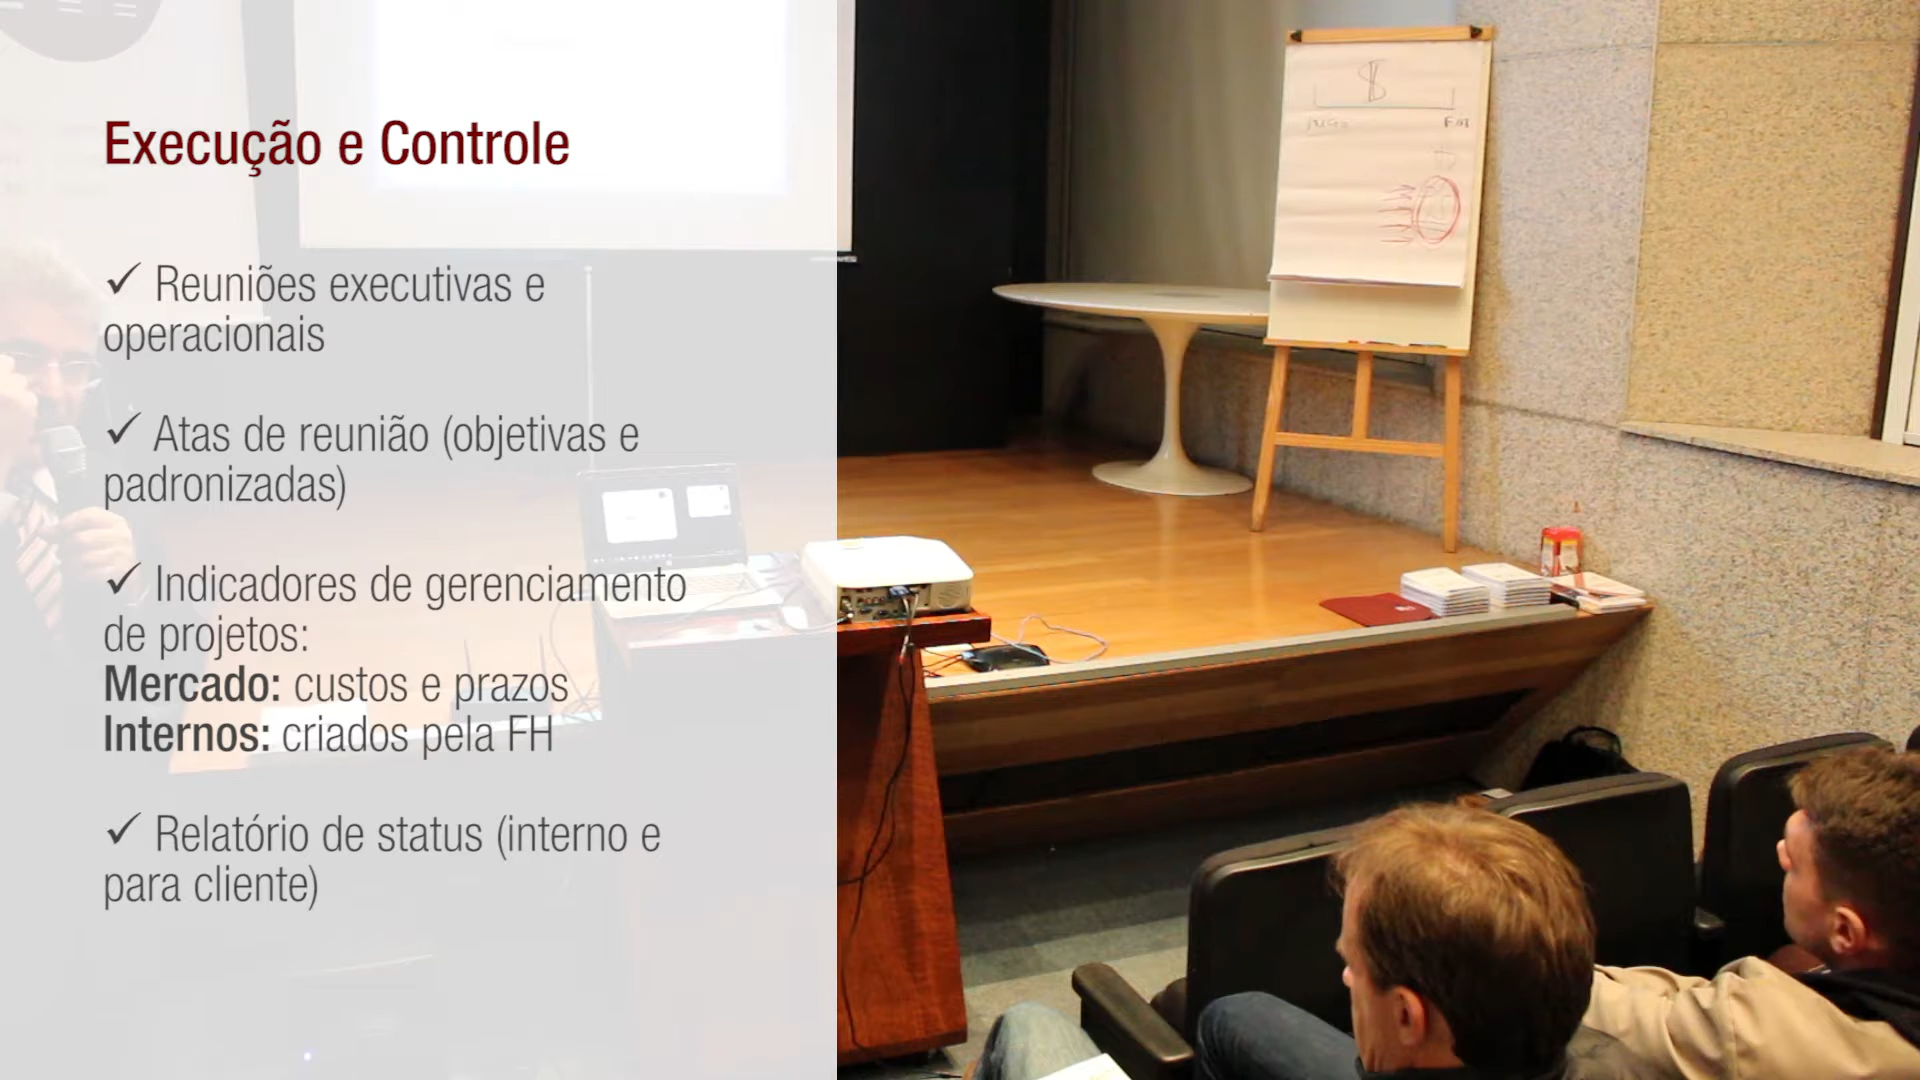 Execução e Controle
✓ Reuniões executivas e
operacionais
✓ Atas de reunião (objetivas e
padronizadas)
✓ Indicadores de gerenciamento
de projetos:
Mercado: custos e prazos
Internos: criados pela FH
✓ Relatório de status (interno e
para cliente)
$